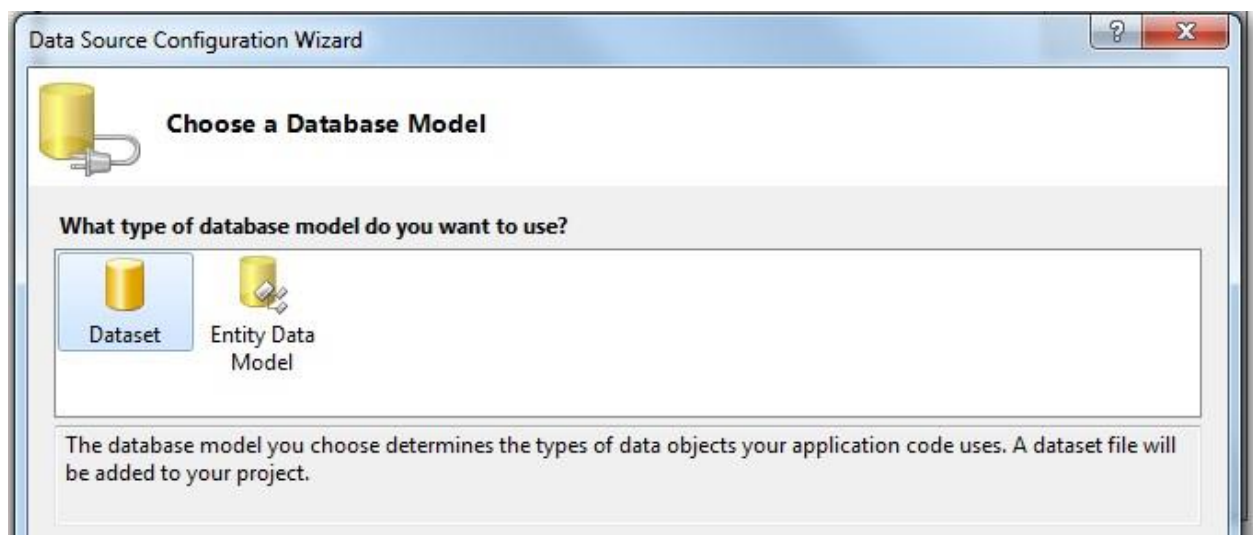 Data Source Configuration Wizard
Choose a Database Model
What type of database model do you want to use?
Dataset
Entity Data
Model
The database model you choose determines the types of data objects your application code uses. A dataset file will
be added to your project.